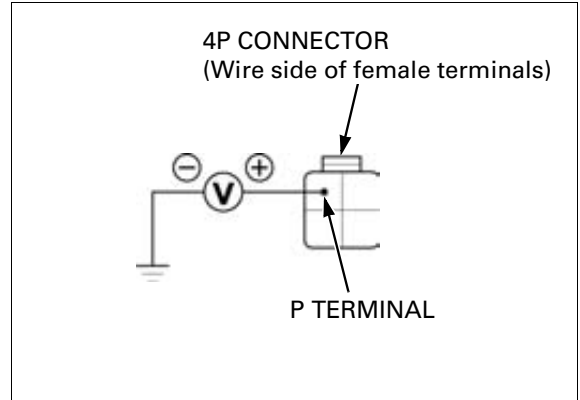 4P CONNECTOR
(Wire side of female terminals)
− V +
P TERMINAL